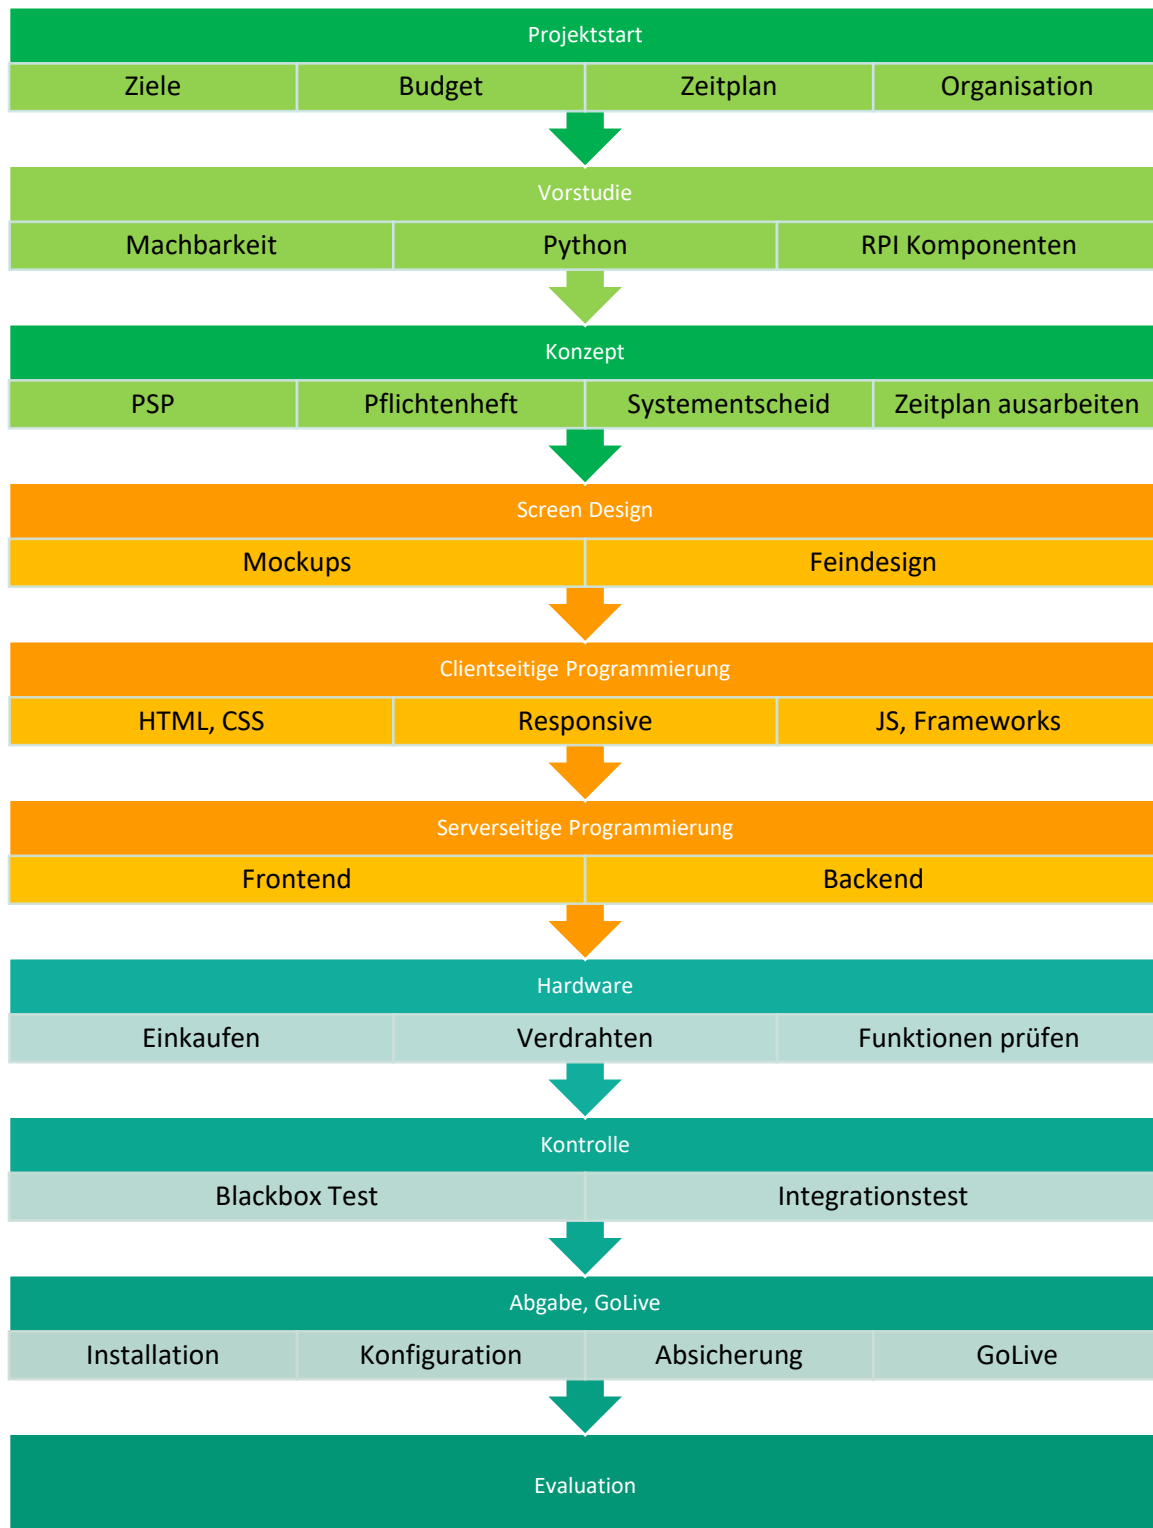 Projektstart
Ziele Budget Zeitplan Organisation
Vorstudie
Machbarkeit Python RPI Komponenten
Konzept
PSP Pflichtenheft Systementscheid Zeitplan ausarbeiten
Screen Design
Mockups Feindesign
Clientseitige Programmierung
HTML, CSS Responsive JS, Frameworks
Serverseitige Programmierung
Frontend Backend
Hardware
Einkaufen Verdrahten Funktionen prüfen
Kontrolle
Blackbox Test Integrationstest
Abgabe, GoLive
Installation Konfiguration Absicherung GoLive
Evaluation